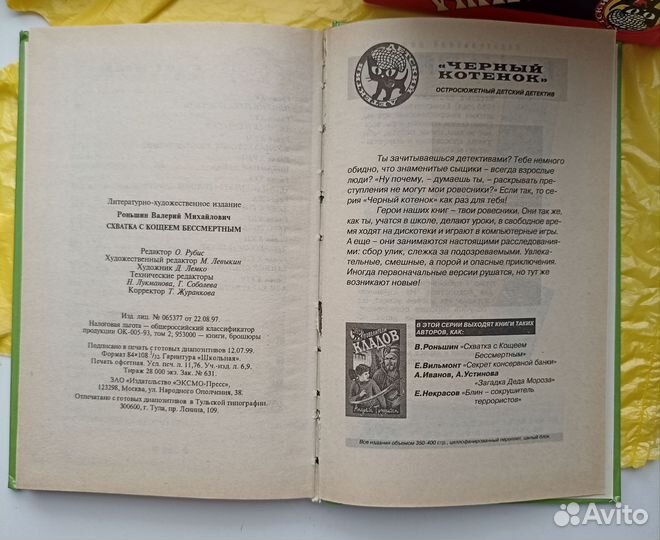 Литературно-художественное издание
Роньшин Валерий Михайлович
СХВАТКА С КОЩЕЕМ БЕССМЕРТНЫМ
Редактор О. Рубис
Художественный редактор М. Левыкин
Художник Д. Лемко
Технические редакторы
Н. Лукманова, Г. Соболева
Корректор Т. Журанкова
Изд. лиц. № 065377 от 22.08.97.
Налоговая льгота – общероссийский классификатор
продукции ОК-005-93, том 2; 953000 – книги, брошюры
Подписано в печать с готовых диапозитивов 12.07.99.
Формат 84×108 1/32. Гарнитура «Школьная».
Печать офсетная. Усл. печ. л. 11,76. Уч.-изд. л. 6,9.
Тираж 28 000 экз. Зак. № 631.
ЗАО «Издательство «ЭКСМО-Пресс»,
123298, Москва, ул. Народного Ополчения, 38.
Отпечатано с готовых диапозитивов в Тульской типографии.
300600, г. Тула, пр. Ленина, 109.
ДЕТСКИЙ ДЕТЕКТИВ
«ЧЕРНЫЙ
КОТЕНОК»
ОСТРОСЮЖЕТНЫЙ ДЕТСКИЙ ДЕТЕКТИВ
Ты зачитываешься детективами? Тебе немного
обидно, что знаменитые сыщики – всегда взрослые
люди? «Ну почему, – думаешь ты, – раскрывать пре-
ступления не могут мои ровесники?» Если так, то се-
рия «Черный котенок» как раз для тебя!
Герои наших книг – твои ровесники. Они так же,
как ты, учатся в школе, делают уроки, в свободное время
ходят на дискотеки и играют в компьютерные игры.
А еще – они занимаются настоящими расследования-
ми: сбор улик, слежка за подозреваемыми. Увлека-
тельные, смешные, а порой и опасные приключения.
Иногда первоначальные версии рушатся, но тут же
возникают новые!
КЛАДОВ
В ЭТОЙ СЕРИИ ВЫХОДЯТ КНИГИ ТАКИХ
АВТОРОВ, КАК:
В.Роньшин «Схватка с Кощеем
Бессмертным»
Е.Вильмонт «Секрет консервной банки»
А.Иванов, А.Устинова
«Загадка Деда Мороза»
Е.Некрасов «Блин – сокрушитель
террористов»
Все издания объемом 350-400 стр., целлофанированный переплет, шитый блок.
Avito